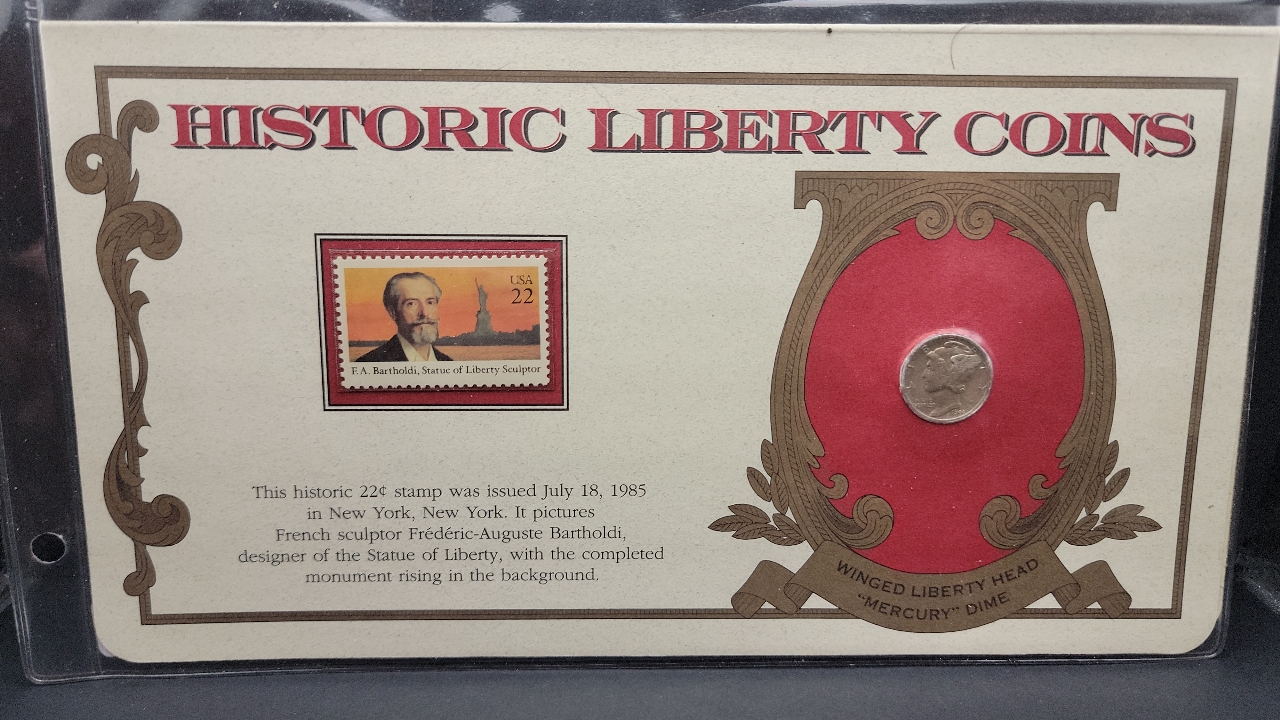 HISTORIC LIBERTY COINS
USA
22
F.A. Bartholdi, Statue of Liberty Sculptor
This historic 22¢ stamp was issued July 18, 1985
in New York, New York. It pictures
French sculptor Frédéric-Auguste Bartholdi,
designer of the Statue of Liberty, with the completed
monument rising in the background.
WINGED LIBERTY HEAD
"MERCURY" DIME